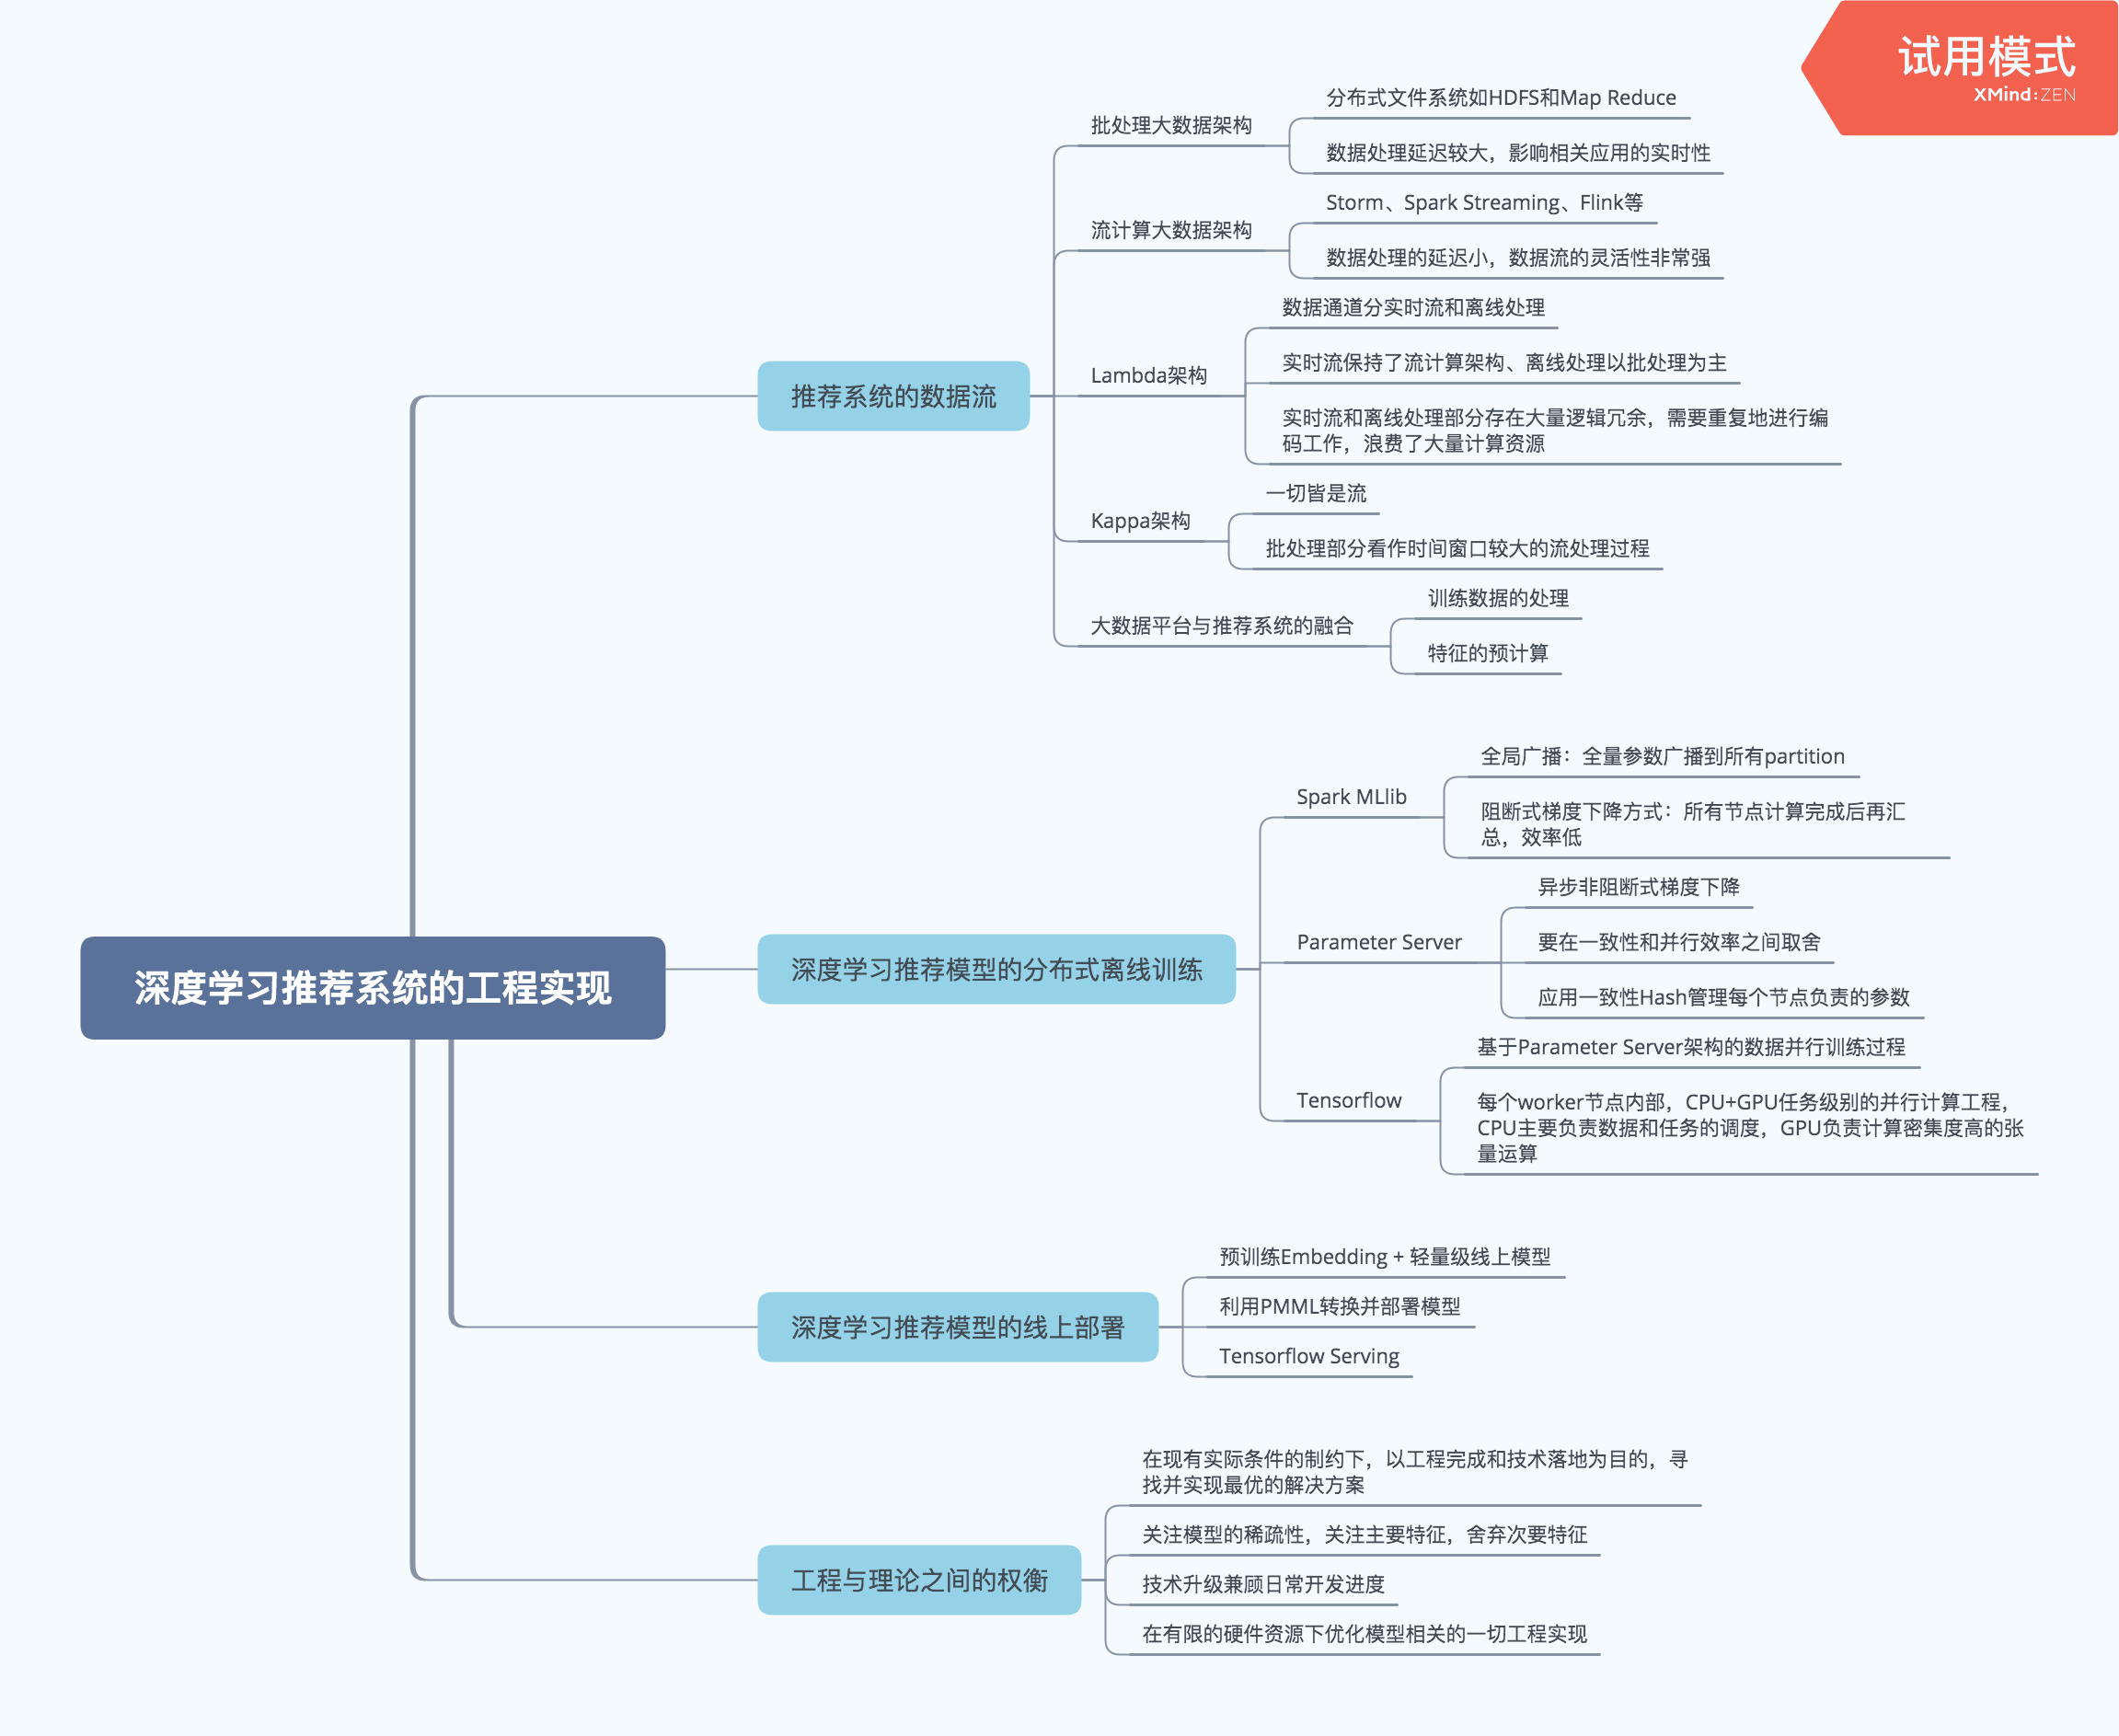 试用模式
XMind:ZEN
深度学习推荐系统的工程实现
推荐系统的数据流
批处理大数据架构
分布式文件系统如HDFS和Map Reduce
数据处理延迟较大，影响相关应用的实时性
流计算大数据架构
Storm、Spark Streaming、Flink等
数据处理的延迟小，数据流的灵活性非常强
Lambda架构
数据通道分实时流和离线处理
实时流保持了流计算架构、离线处理以批处理为主
实时流和离线处理部分存在大量逻辑冗余，需要重复地进行编
码工作，浪费了大量计算资源
Kappa架构
一切皆是流
批处理部分看作时间窗口较大的流处理过程
大数据平台与推荐系统的融合
训练数据的处理
特征的预计算
深度学习推荐模型的分布式离线训练
Spark MLlib
全局广播：全量参数广播到所有partition
阻断式梯度下降方式：所有节点计算完成后再汇
总，效率低
Parameter Server
异步非阻断式梯度下降
要在一致性和并行效率之间取舍
应用一致性Hash管理每个节点负责的参数
Tensorflow
基于Parameter Server架构的数据并行训练过程
每个worker节点内部，CPU+GPU任务级别的并行计算工程，
CPU主要负责数据和任务的调度，GPU负责计算密集度高的张
量运算
深度学习推荐模型的线上部署
预训练Embedding + 轻量级线上模型
利用PMML转换并部署模型
Tensorflow Serving
工程与理论之间的权衡
在现有实际条件的制约下，以工程完成和技术落地为目的，寻
找并实现最优的解决方案
关注模型的稀疏性，关注主要特征，舍弃次要特征
技术升级兼顾日常开发进度
在有限的硬件资源下优化模型相关的一切工程实现